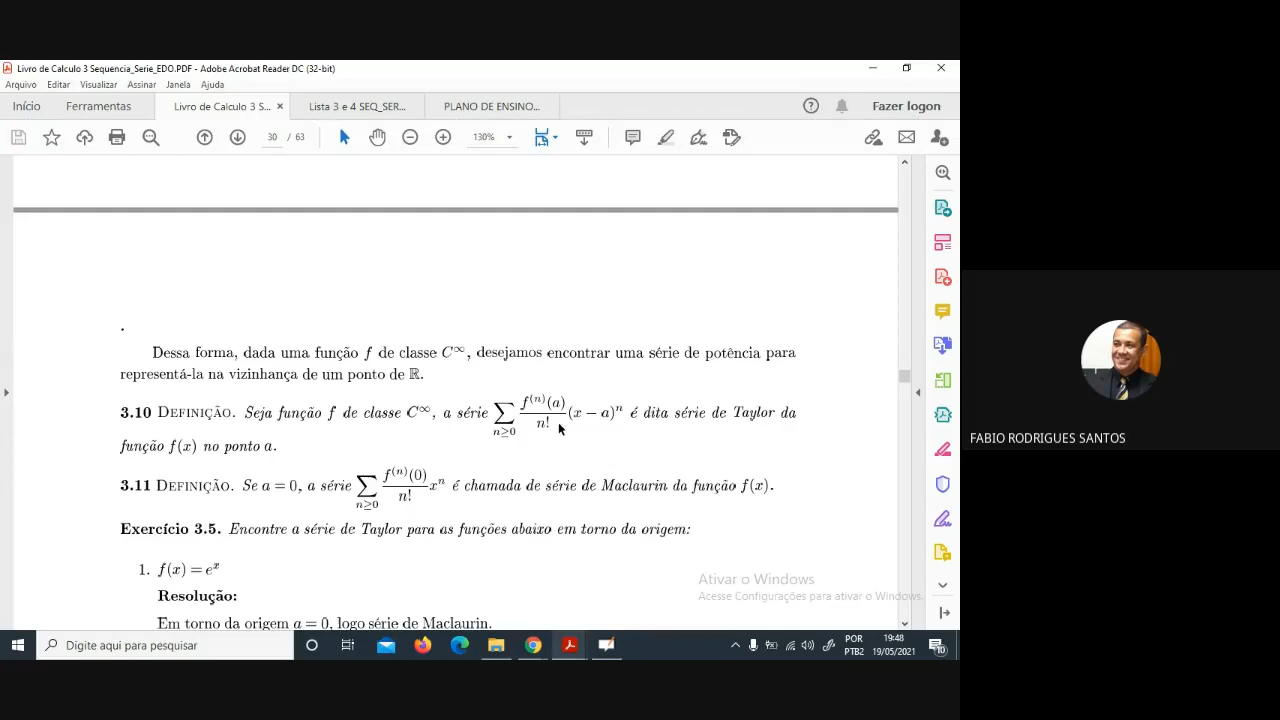 Livro de Calculo 3 Sequencia_Serie_EDO.PDF - Adobe Acrobat Reader DC (32-bit)
Arquivo Editar Visualizar Assinar Janela Ajuda
Início Ferramentas Livro de Calculo 3 S... × Lista 3 e 4 SEQ_SER... PLANO DE ENSINO... Fazer logon
30 / 63 130%
.
Dessa forma, dada uma função f de classe C^∞, desejamos encontrar uma série de potência para
representá-la na vizinhança de um ponto de ℝ.
3.10 DEFINIÇÃO. Seja função f de classe C^∞, a série ∑_{n≥0} f^{(n)}(a)/n! (x − a)^n é dita série de Taylor da
função f(x) no ponto a.
3.11 DEFINIÇÃO. Se a = 0, a série ∑_{n≥0} f^{(n)}(0)/n! x^n é chamada de série de Maclaurin da função f(x).
Exercício 3.5. Encontre a série de Taylor para as funções abaixo em torno da origem:
1. f(x) = e^x
Resolução:
Em torno da origem a = 0, logo série de Maclaurin.
Ativar o Windows
Acesse Configurações para ativar o Windows.
FABIO RODRIGUES SANTOS
Digite aqui para pesquisar
POR
PTB2
19:48
19/05/2021
10